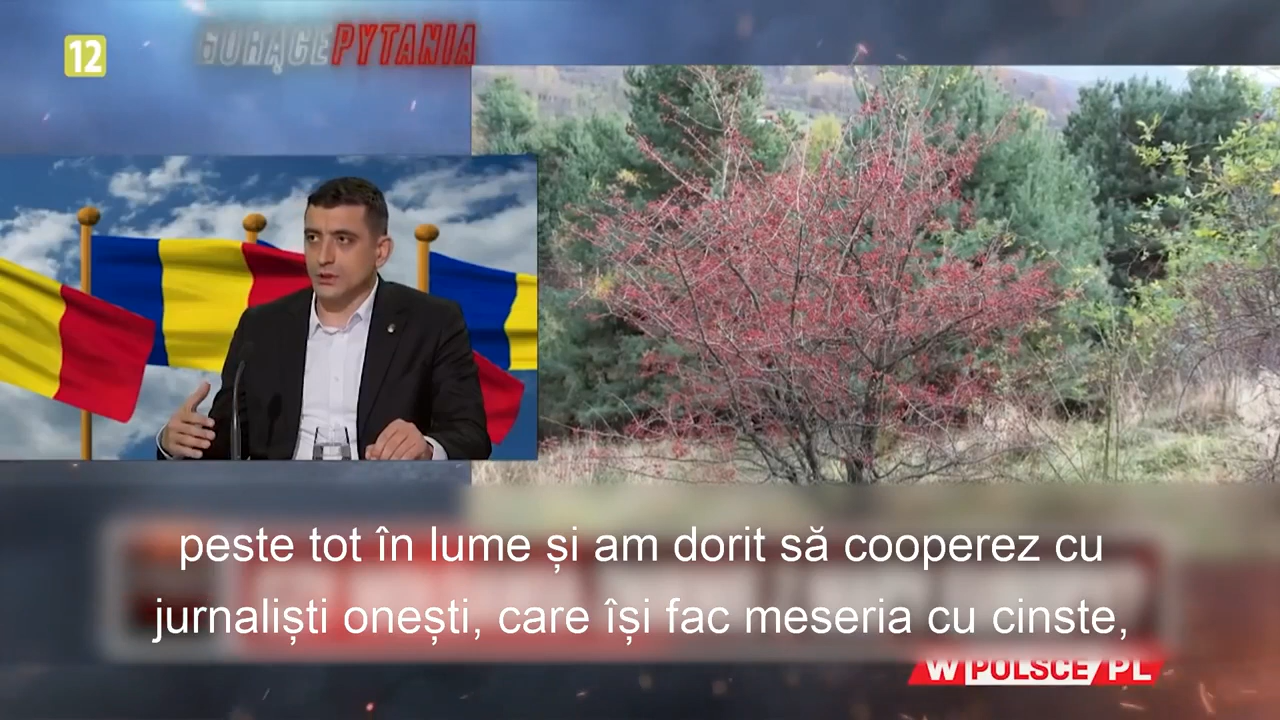 12
GORĄCE PYTANIA
peste tot în lume și am dorit să cooperez cu
jurnaliști onești, care își fac meseria cu cinste,
W POLSCE/PL